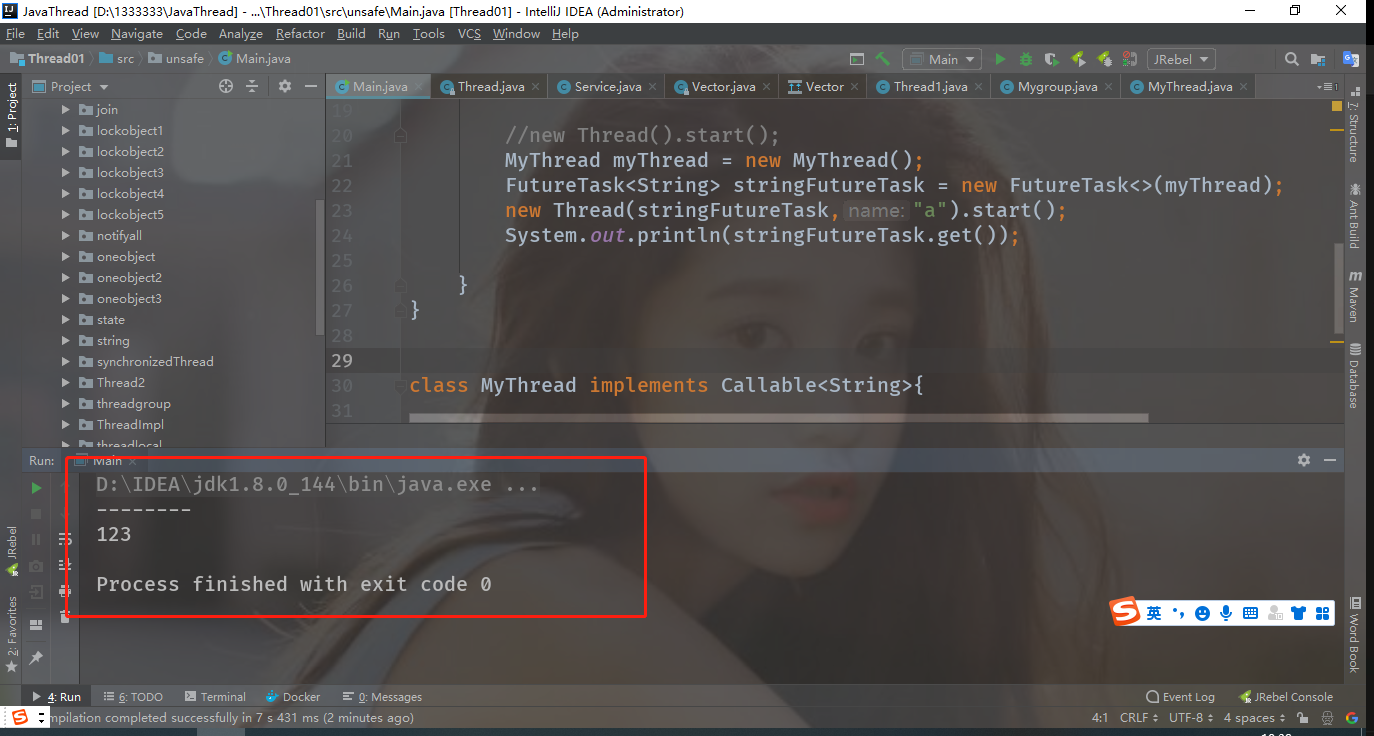 JavaThread [D:\1333333\JavaThread] - ...\Thread01\src\unsafe\Main.java [Thread01] - IntelliJ IDEA (Administrator)
File Edit View Navigate Code Analyze Refactor Build Run Tools VCS Window Help
Thread01 src unsafe Main.java Main JRebel
Project Main.java Thread.java Service.java Vector.java Vector Thread1.java Mygroup.java MyThread.java
1: Project
join
lockobject1
lockobject2
lockobject3
lockobject4
lockobject5
notifyall
oneobject
oneobject2
oneobject3
state
string
synchronizedThread
Thread2
threadgroup
ThreadImpl
threadlocal
19
20 //new Thread().start();
21 MyThread myThread = new MyThread();
22 FutureTask<String> stringFutureTask = new FutureTask<>(myThread);
23 new Thread(stringFutureTask, name: "a").start();
24 System.out.println(stringFutureTask.get());
25
26 }
27 }
28
29
30 class MyThread implements Callable<String>{
31
7: Structure
Ant Build
m Maven
Database
Word Book
Run: Main
D:\IDEA\jdk1.8.0_144\bin\java.exe ...
--------
123
Process finished with exit code 0
JRebel
2: Favorites
英
4: Run 6: TODO Terminal Docker 0: Messages Event Log JRebel Console
mpilation completed successfully in 7 s 431 ms (2 minutes ago) 4:1 CRLF UTF-8 4 spaces